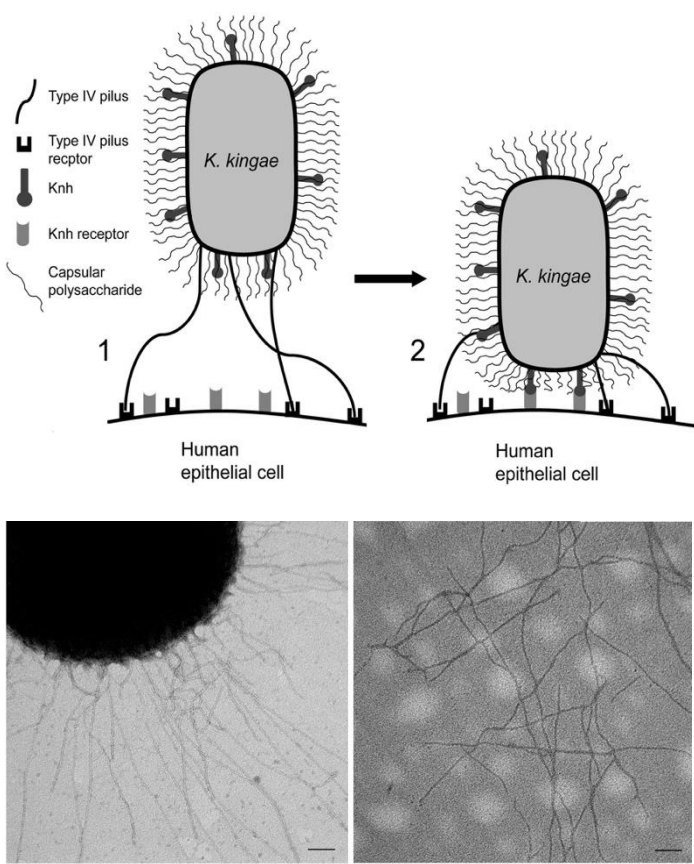 Type IV pilus
Type IV pilus
recptor
Knh
Knh receptor
Capsular
polysaccharide
K. kingae
1
Human
epithelial cell
K. kingae
2
Human
epithelial cell